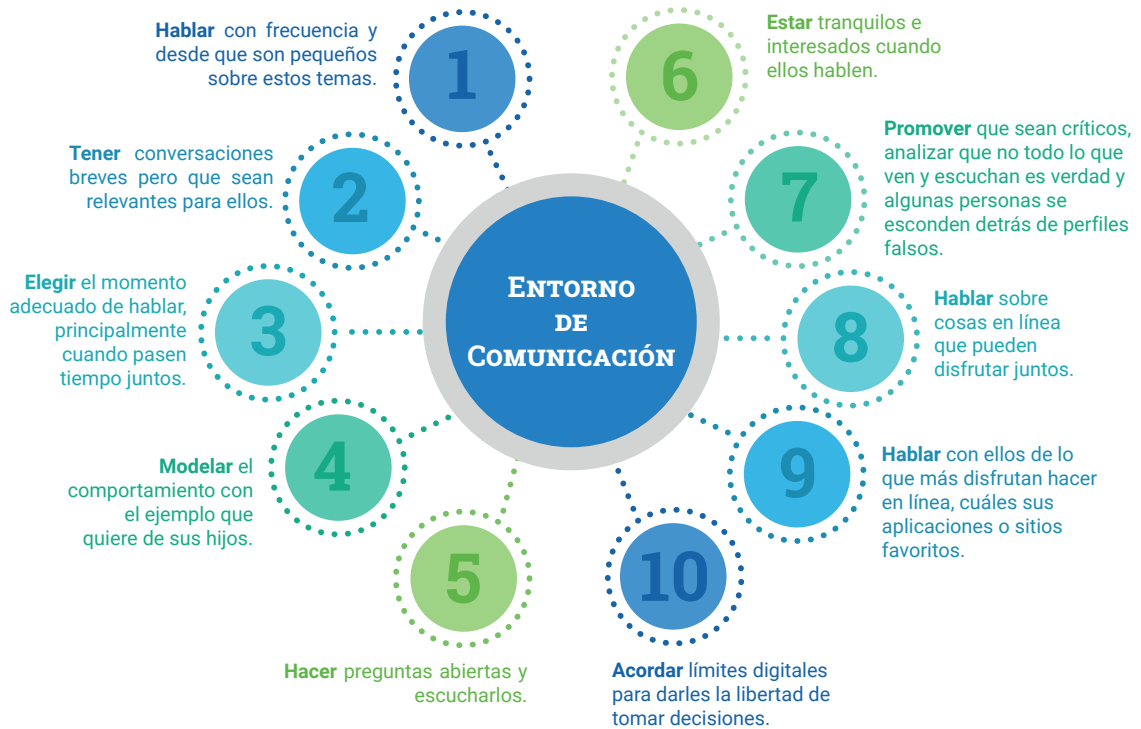 1
Hablar con frecuencia y
desde que son pequeños
sobre estos temas.
2
Tener conversaciones
breves pero que sean
relevantes para ellos.
3
Elegir el momento
adecuado de hablar,
principalmente
cuando pasen
tiempo juntos.
4
Modelar el
comportamiento con
el ejemplo que
quiere de sus hijos.
5
Hacer preguntas abiertas y
escucharlos.
Entorno
de
Comunicación
6
Estar tranquilos e
interesados cuando
ellos hablen.
7
Promover que sean críticos,
analizar que no todo lo que
ven y escuchan es verdad y
algunas personas se
esconden detrás de perfiles
falsos.
8
Hablar sobre
cosas en línea
que pueden
disfrutar juntos.
9
Hablar con ellos de lo
que más disfrutan hacer
en línea, cuáles sus
aplicaciones o sitios
favoritos.
10
Acordar límites digitales
para darles la libertad de
tomar decisiones.